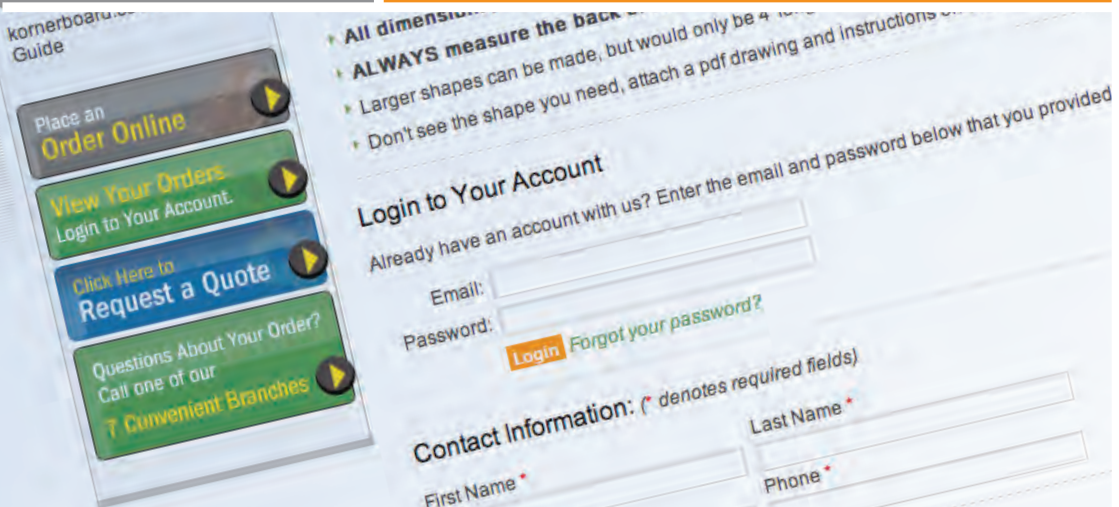 kornerboard.
Guide
Place an
Order Online
View Your Orders
Login to Your Account.
Click Here to
Request a Quote
Questions About Your Order?
Call one of our
7 Convenient Branches
All
ALWAYS measure the back
Larger shapes can be made, but would only be 4'
Don't see the shape you need, attach a pdf drawing and instructions
Login to Your Account
Already have an account with us? Enter the email and password below that you provided
Email:
Password:
Login Forgot your password?
Contact Information: (* denotes required fields)
First Name *
Last Name *
Phone *